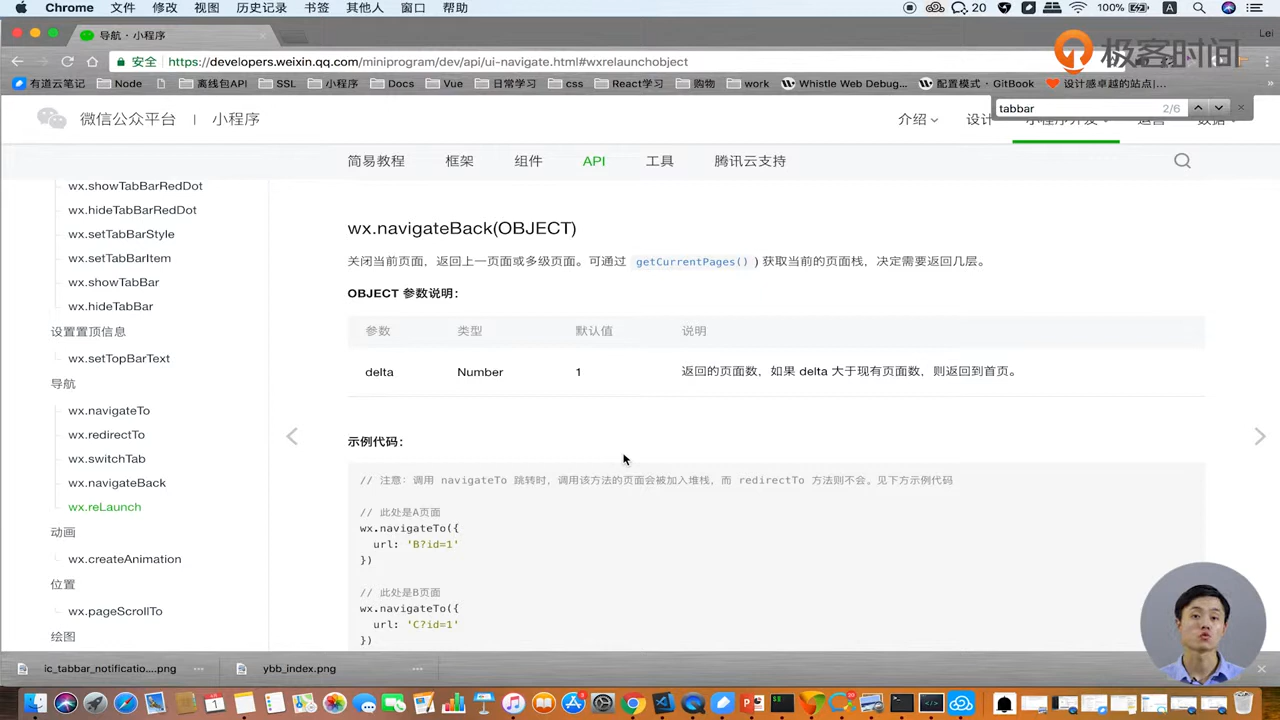 Chrome 文件 修改 视图 历史记录 书签 其他人 窗口 帮助 20 100% A
导航 · 小程序 Lei
安全 https://developers.weixin.qq.com/miniprogram/dev/api/ui-navigate.html#wxrelaunchobject
极客时间
有道云笔记 Node 离线包API SSL 小程序 Docs Vue 日常学习 css React学习 购物 work Whistle Web Debug... 配置模式 · GitBook 设计感卓越的站点|...
tabbar 2/6
微信公众平台 | 小程序 介绍 设计 小程序开发 运营 数据
简易教程 框架 组件 API 工具 腾讯云支持
wx.showTabBarRedDot
wx.hideTabBarRedDot
wx.setTabBarStyle
wx.setTabBarItem
wx.showTabBar
wx.hideTabBar
设置置顶信息
wx.setTopBarText
导航
wx.navigateTo
wx.redirectTo
wx.switchTab
wx.navigateBack
wx.reLaunch
动画
wx.createAnimation
位置
wx.pageScrollTo
绘图
wx.navigateBack(OBJECT)
关闭当前页面，返回上一页面或多级页面。可通过 getCurrentPages() )获取当前的页面栈，决定需要返回几层。
OBJECT 参数说明：
参数 类型 默认值 说明
delta Number 1 返回的页面数，如果 delta 大于现有页面数，则返回到首页。
示例代码：
// 注意：调用 navigateTo 跳转时，调用该方法的页面会被加入堆栈，而 redirectTo 方法则不会。见下方示例代码
// 此处是A页面
wx.navigateTo({
url: 'B?id=1'
})
// 此处是B页面
wx.navigateTo({
url: 'C?id=1'
})
ic_tabbar_notificatio....png ybb_index.png